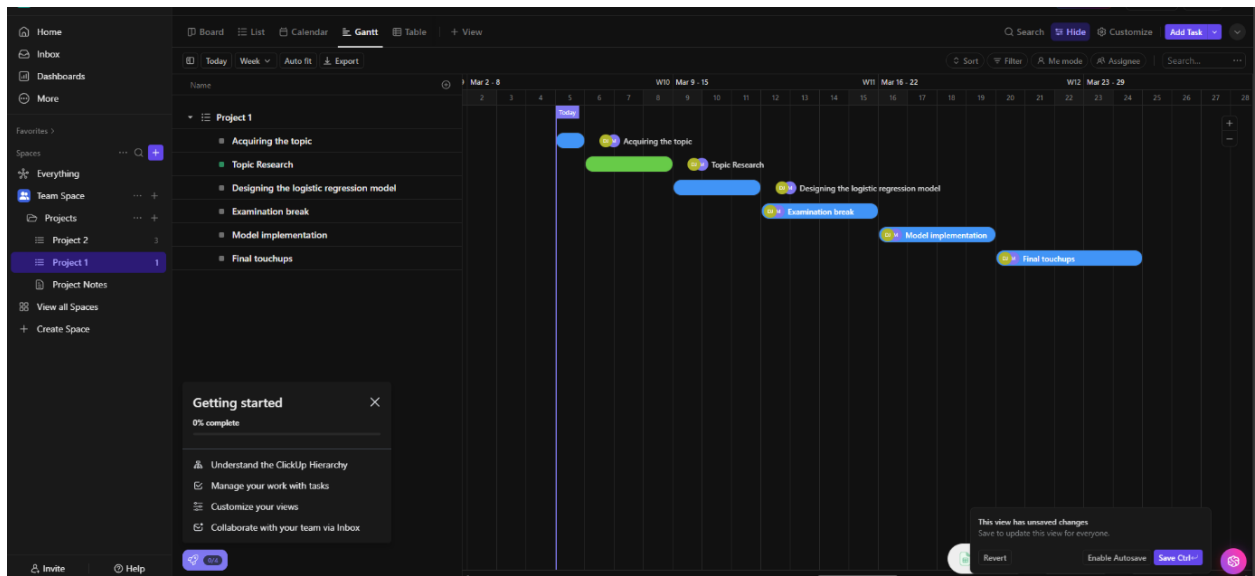 Home
Inbox
Dashboards
More
Favorites >
Spaces
Everything
Team Space
Projects
Project 2 3
Project 1 1
Project Notes
View all Spaces
Create Space
Invite Help
Board List Calendar Gantt Table + View
Search Hide Customize Add Task
Today Week Auto fit Export
Sort Filter Me mode Assignee Search...
Name
Mar 2 - 8 W10 Mar 9 - 15 W11 Mar 16 - 22 W12 Mar 23 - 29
2 3 4 5 6 7 8 9 10 11 12 13 14 15 16 17 18 19 20 21 22 23 24 25 26 27 28
Today
Project 1
Acquiring the topic
Topic Research
Designing the logistic regression model
Examination break
Model implementation
Final touchups
Acquiring the topic
Topic Research
Designing the logistic regression model
Examination break
Model implementation
Final touchups
Getting started
0% complete
Understand the ClickUp Hierarchy
Manage your work with tasks
Customize your views
Collaborate with your team via Inbox
0/4
This view has unsaved changes
Save to update this view for everyone.
Revert Enable Autosave Save Ctrl↵